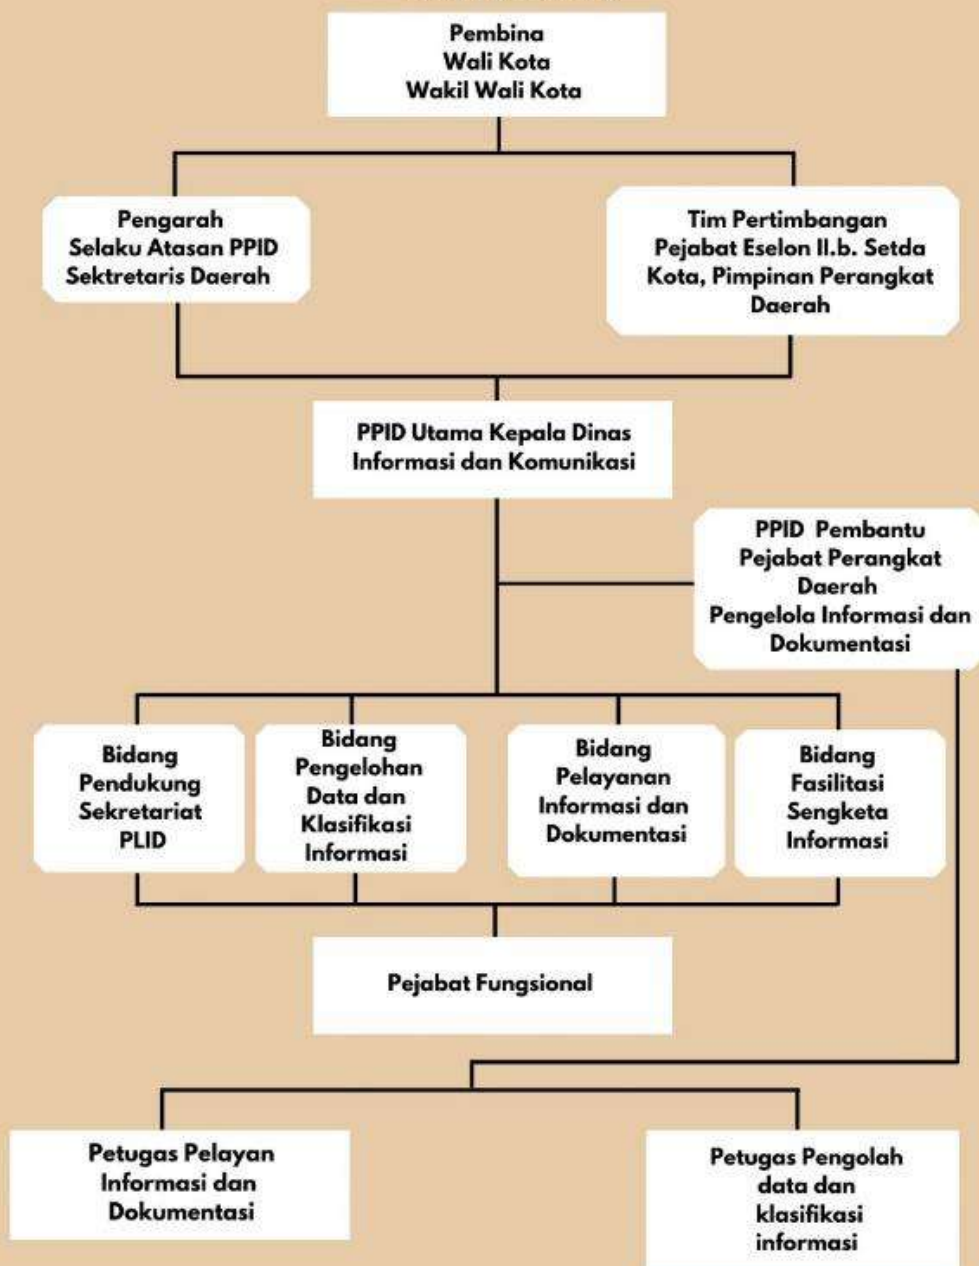 Pembina
Wali Kota
Wakil Wali Kota
Pengarah
Selaku Atasan PPID
Sektretaris Daerah
Tim Pertimbangan
Pejabat Eselon II.b. Setda
Kota, Pimpinan Perangkat
Daerah
PPID Utama Kepala Dinas
Informasi dan Komunikasi
PPID Pembantu
Pejabat Perangkat
Daerah
Pengelola Informasi dan
Dokumentasi
Bidang
Pendukung
Sekretariat
PLID
Bidang
Pengelohan
Data dan
Klasifikasi
Informasi
Bidang
Pelayanan
Informasi dan
Dokumentasi
Bidang
Fasilitasi
Sengketa
Informasi
Pejabat Fungsional
Petugas Pelayan
Informasi dan
Dokumentasi
Petugas Pengolah
data dan
klasifikasi
informasi